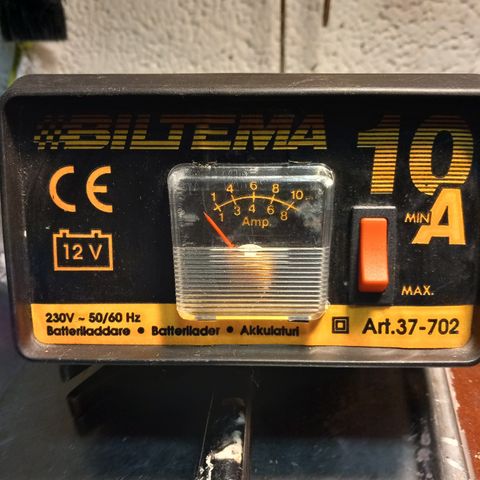 BILTEMA
10 A
CE
12 V
1 4 6 8 10
1 3 4 6 8
Amp.
MIN
MAX.
230V ~ 50/60 Hz
Batteriladdare • Batterilader • Akkulaturi
Art.37-702